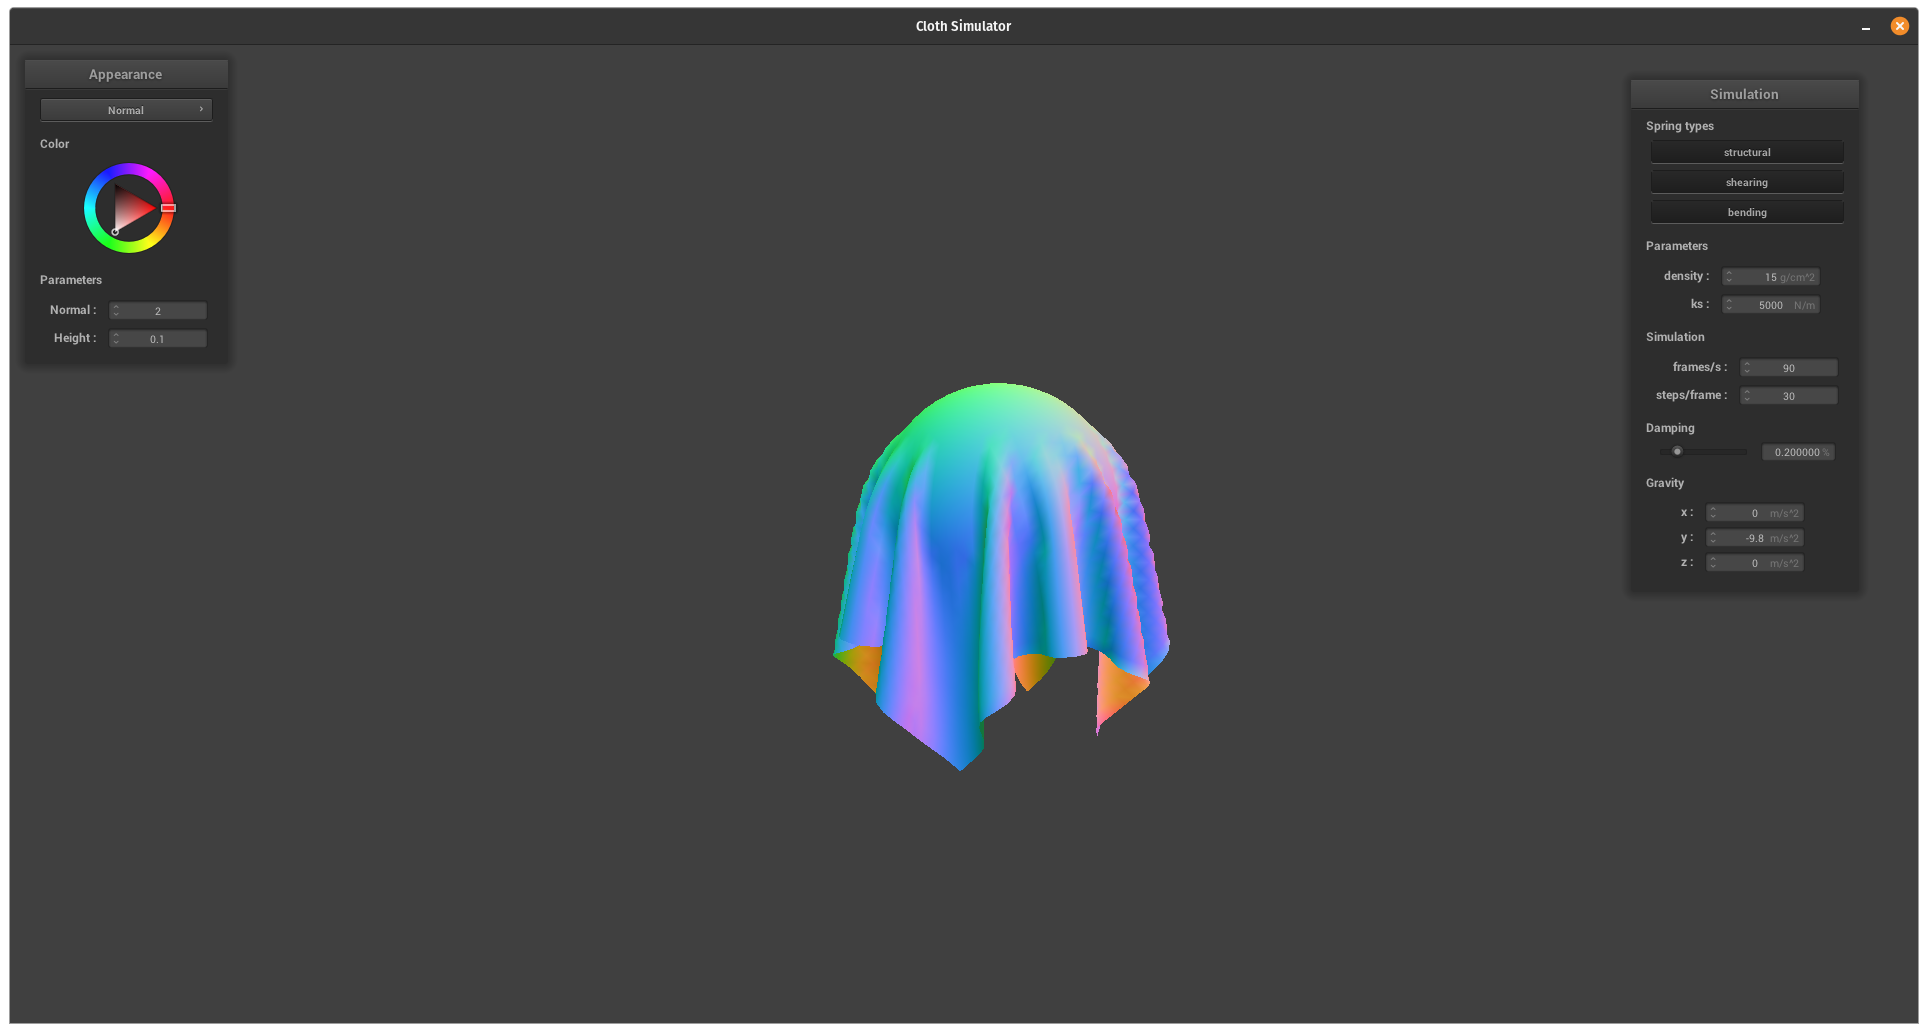 Cloth Simulator
Appearance
Normal
Color
Parameters
Normal : 2
Height : 0.1
Simulation
Spring types
structural
shearing
bending
Parameters
density : 15 g/cm^2
ks : 5000 N/m
Simulation
frames/s : 90
steps/frame : 30
Damping
0.200000 %
Gravity
x : 0 m/s^2
y : -9.8 m/s^2
z : 0 m/s^2